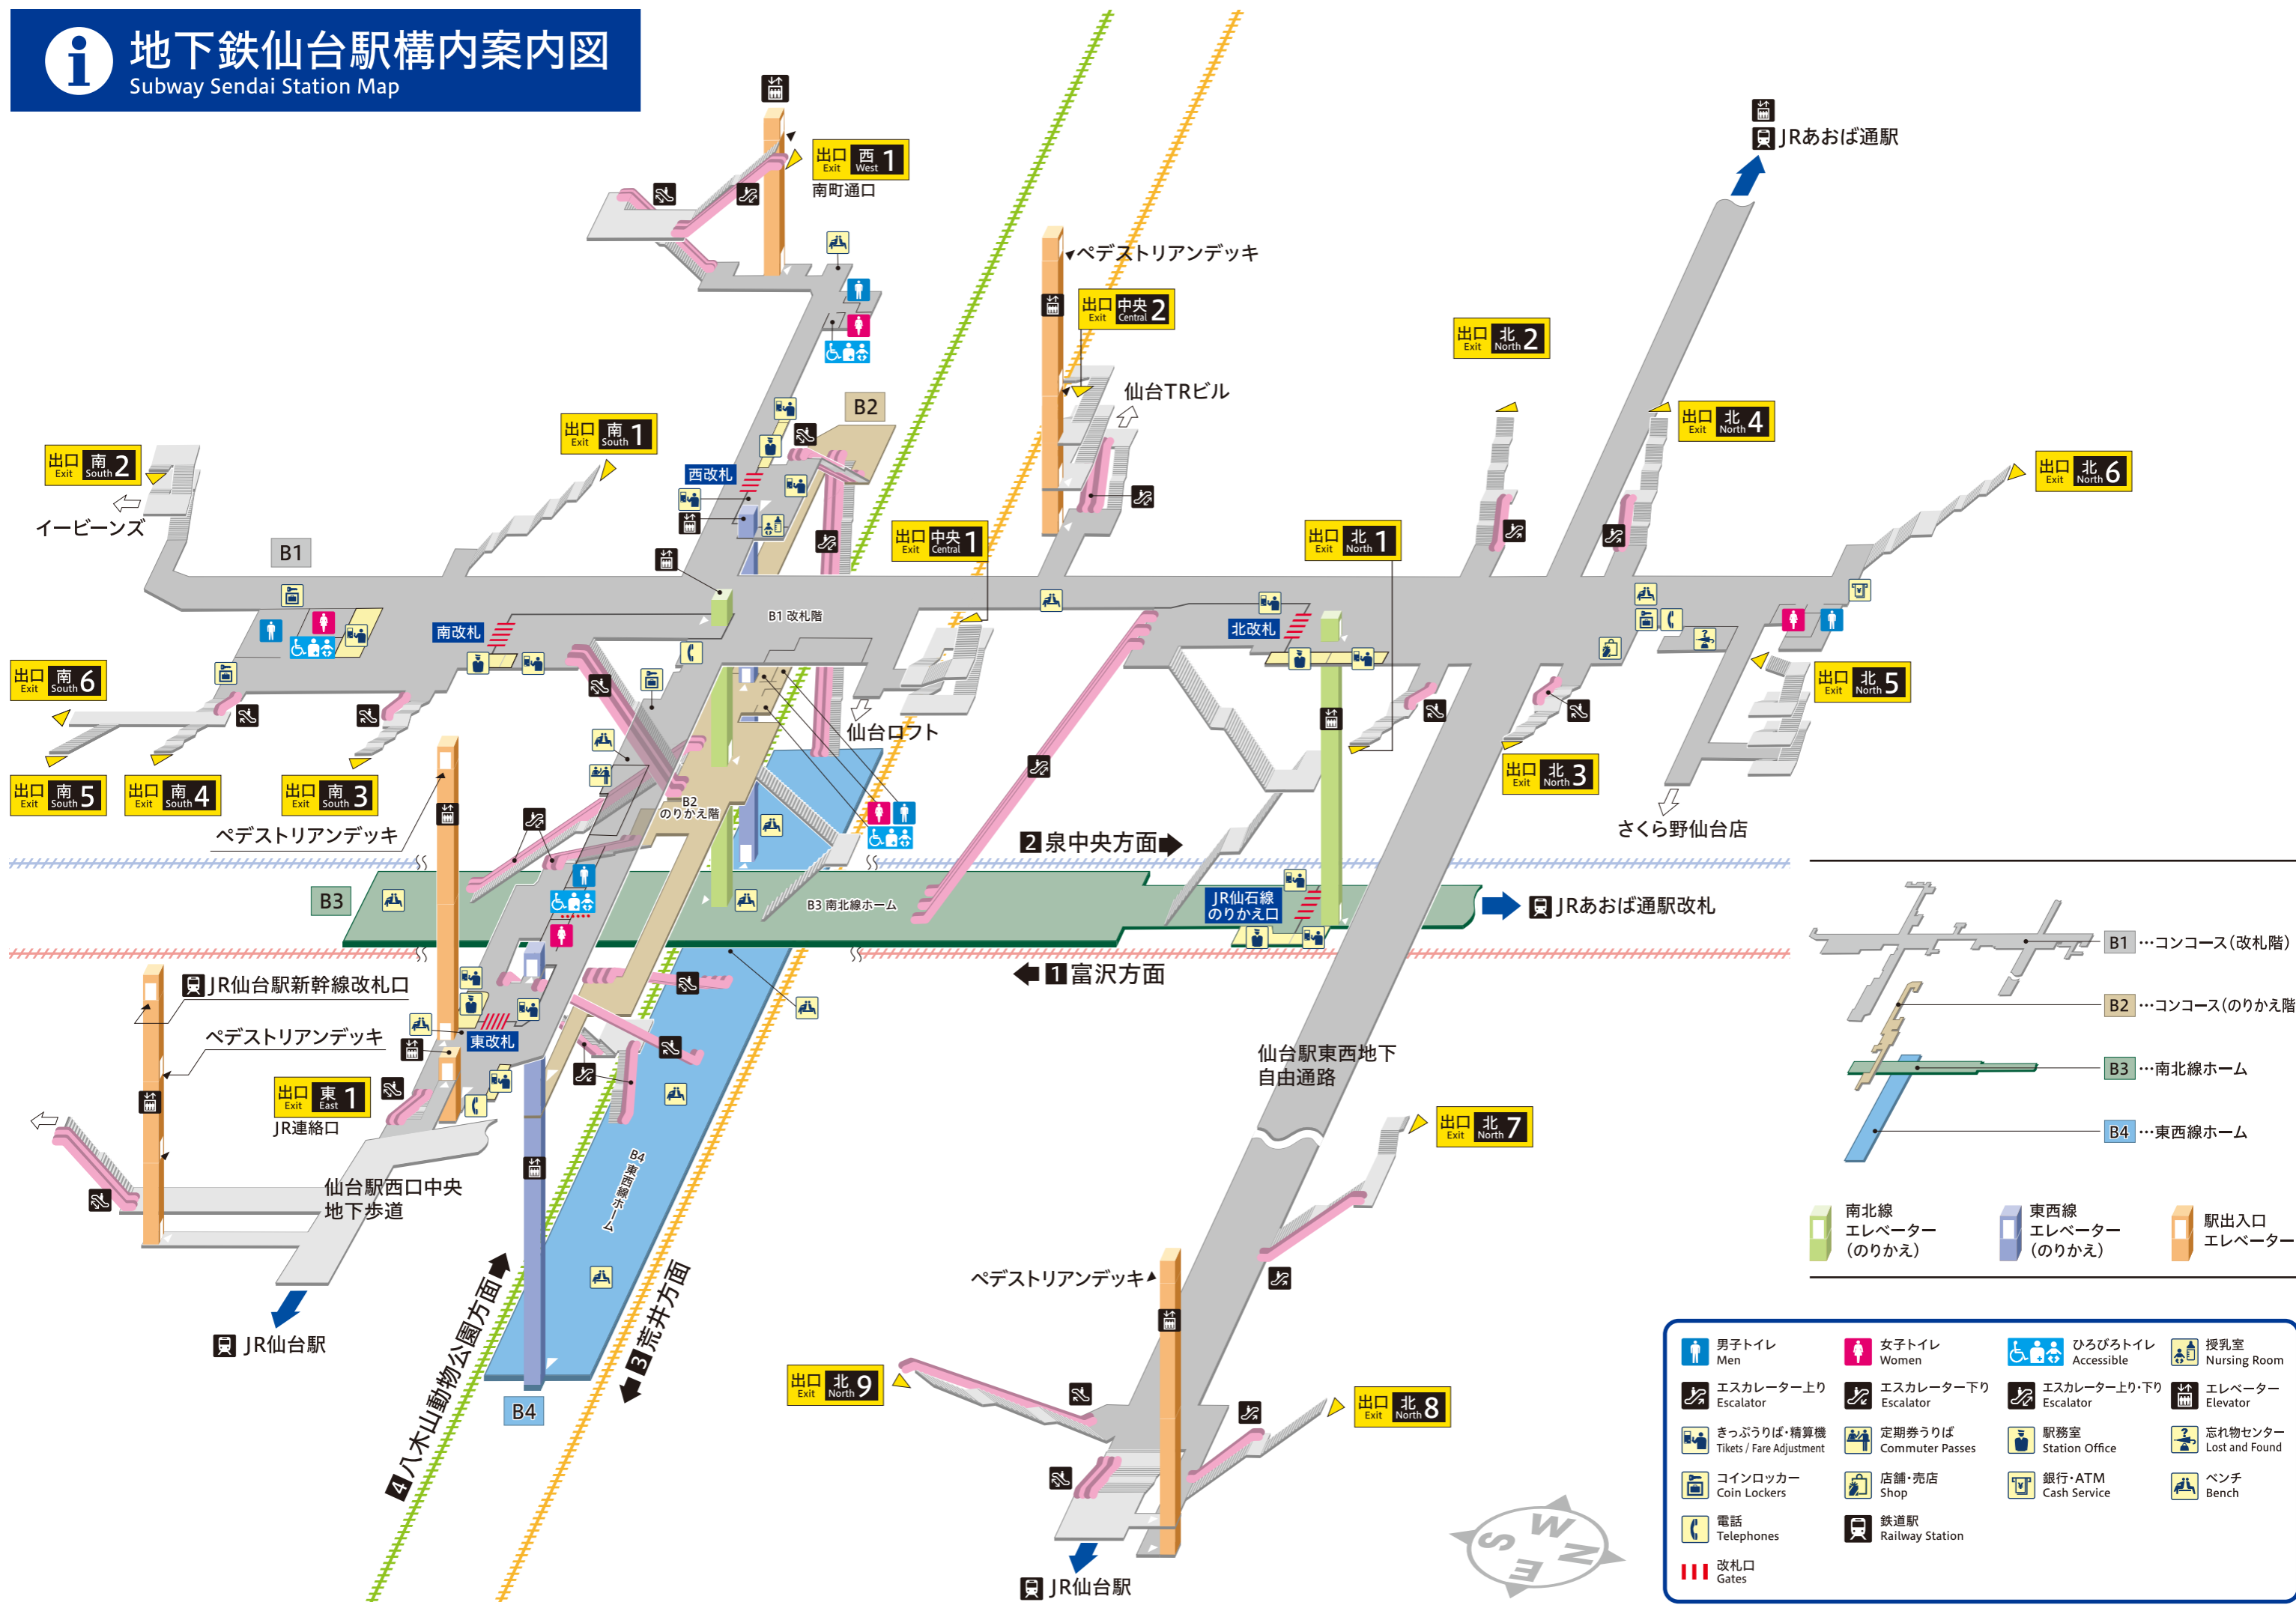 地下鉄仙台駅構内案内図
Subway Sendai Station Map
出口 西 1
Exit West
南町通口
JRあおば通駅
ペデストリアンデッキ
出口 中央 2
Exit Central
出口 北 2
Exit North
仙台TRビル
出口 北 4
Exit North
B2
出口 南 1
Exit South
出口 南 2
Exit South
イービーンズ
西改札
出口 北 6
Exit North
B1
出口 中央 1
Exit Central
出口 北 1
Exit North
B1 改札階
南改札
北改札
出口 南 6
Exit South
出口 北 5
Exit North
仙台ロフト
出口 南 5
Exit South
出口 南 4
Exit South
出口 南 3
Exit South
出口 北 3
Exit North
ペデストリアンデッキ
B2
のりかえ階
さくら野仙台店
2 泉中央方面
B3
B3 南北線ホーム
JR仙石線
のりかえ口
JRあおば通駅改札
1 富沢方面
JR仙台駅新幹線改札口
ペデストリアンデッキ
東改札
出口 東 1
Exit East
JR連絡口
仙台駅東西地下
自由通路
仙台駅西口中央
地下歩道
B4 東西線ホーム
出口 北 7
Exit North
JR仙台駅
4 八木山動物公園方面
3 荒井方面
B4
ペデストリアンデッキ
出口 北 9
Exit North
出口 北 8
Exit North
JR仙台駅
B1 …コンコース(改札階)
B2 …コンコース(のりかえ階
B3 …南北線ホーム
B4 …東西線ホーム
南北線
エレベーター
(のりかえ)
東西線
エレベーター
(のりかえ)
駅出入口
エレベーター
男子トイレ
Men
女子トイレ
Women
ひろびろトイレ
Accessible
授乳室
Nursing Room
エスカレーター上り
Escalator
エスカレーター下り
Escalator
エスカレーター上り・下り
Escalator
エレベーター
Elevator
きっぷうりば・精算機
Tikets / Fare Adjustment
定期券うりば
Commuter Passes
駅務室
Station Office
忘れ物センター
Lost and Found
コインロッカー
Coin Lockers
店舗・売店
Shop
銀行・ATM
Cash Service
ベンチ
Bench
電話
Telephones
鉄道駅
Railway Station
改札口
Gates
W
N
S
E